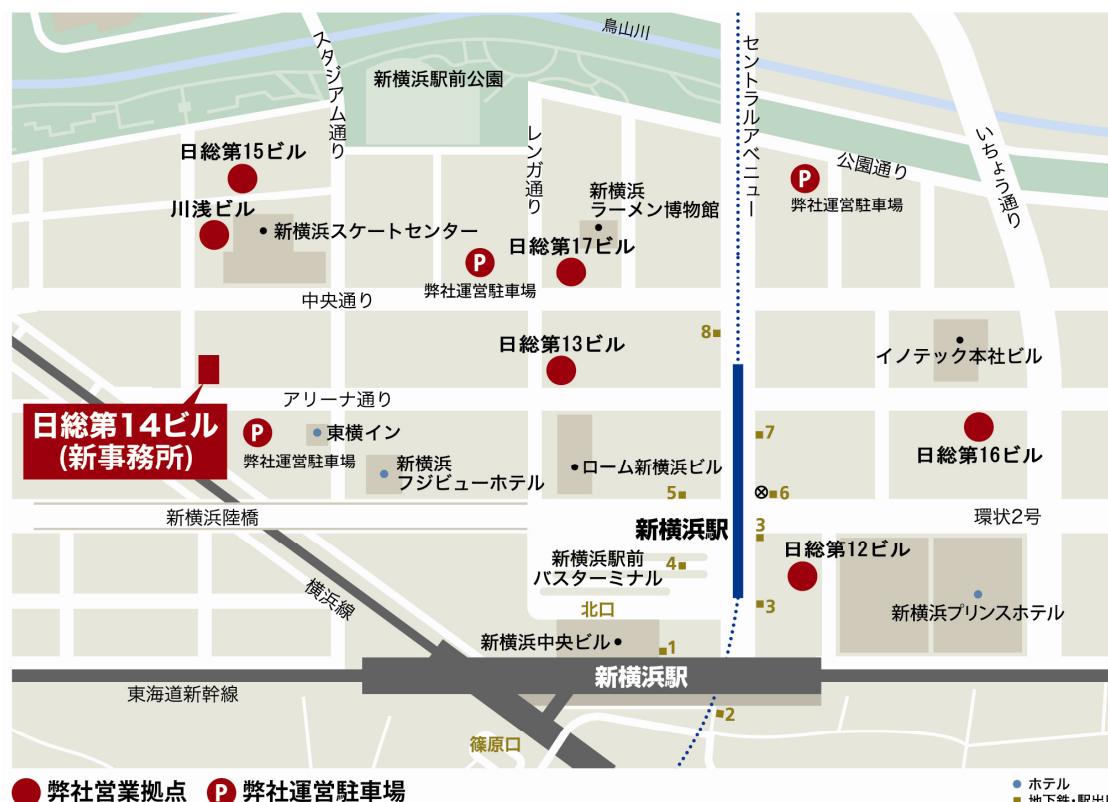 鳥山川
スタジアム通り
新横浜駅前公園
セントラルアベニュー
いちょう通り
レンガ通り
公園通り
日総第15ビル
新横浜
ラーメン博物館
P
弊社運営駐車場
川浅ビル
新横浜スケートセンター
日総第17ビル
P
弊社運営駐車場
中央通り
8
日総第13ビル
イノテック本社ビル
アリーナ通り
日総第14ビル
(新事務所)
P
弊社運営駐車場
東横イン
新横浜
フジビューホテル
ローム新横浜ビル
7
日総第16ビル
5
6
新横浜陸橋
新横浜駅
3
環状2号
新横浜駅前
バスターミナル
4
日総第12ビル
横浜線
北口
3
新横浜プリンスホテル
新横浜中央ビル
1
新横浜駅
東海道新幹線
2
篠原口
弊社営業拠点
P
弊社運営駐車場
ホテル